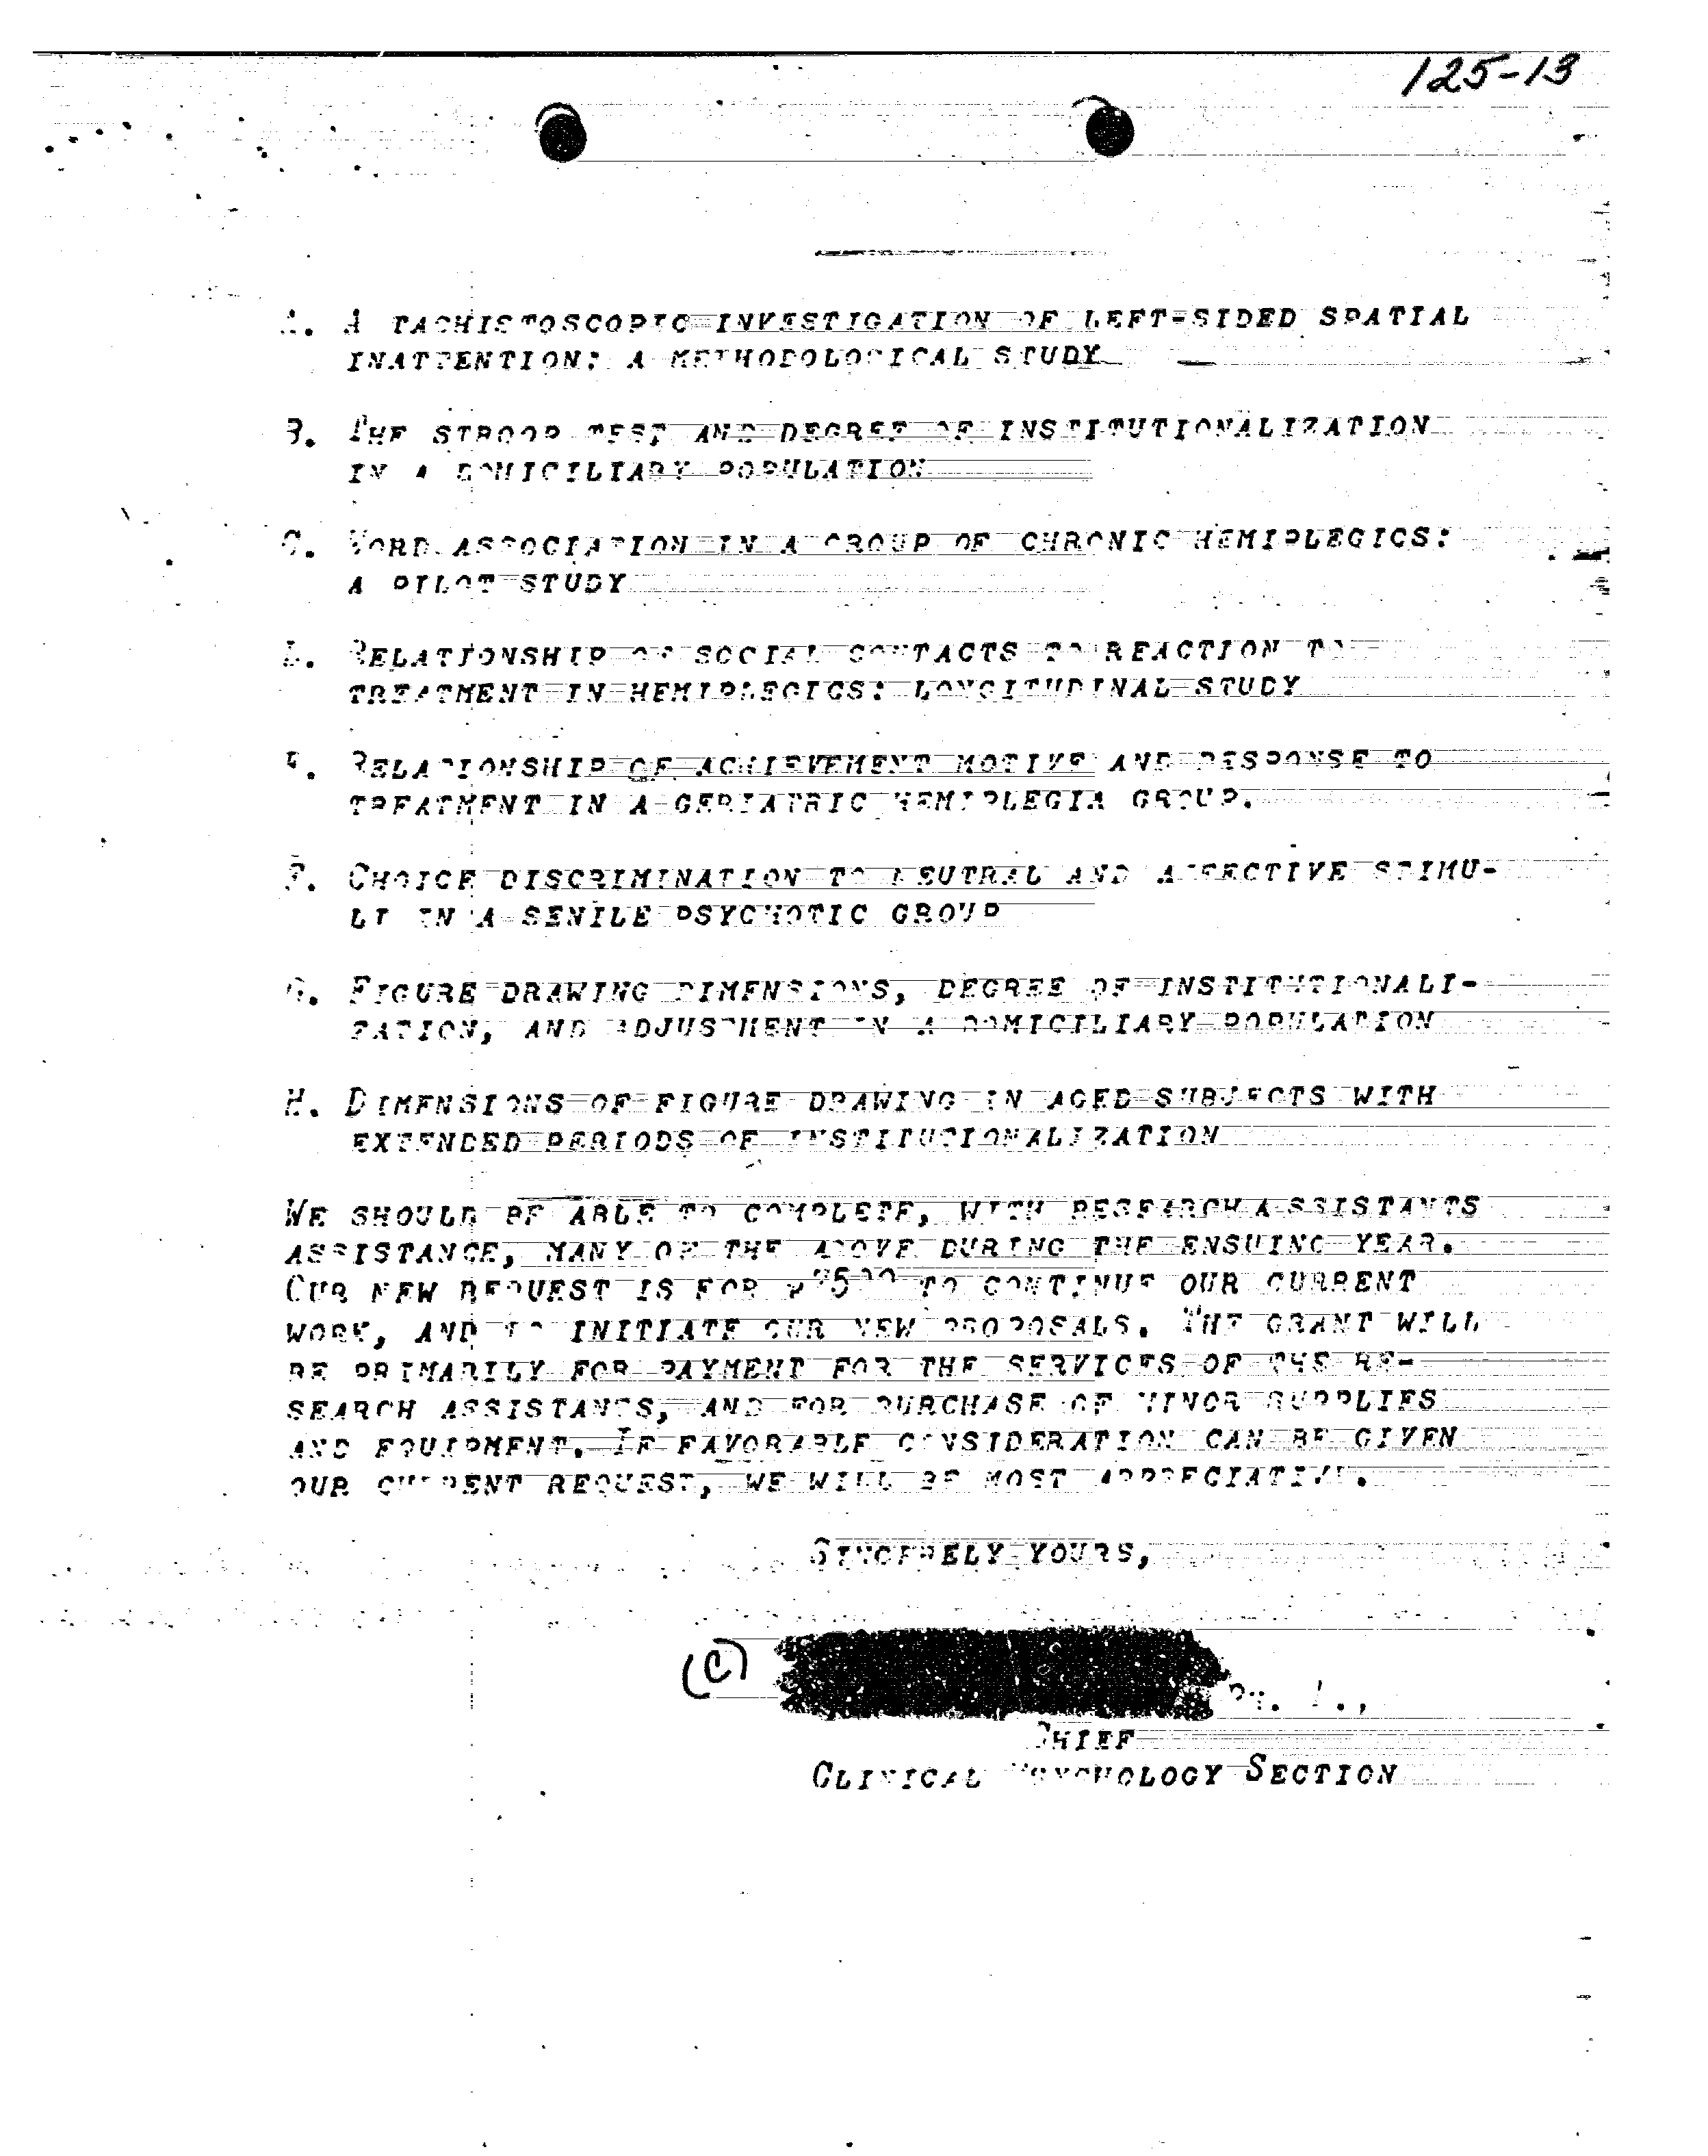 125-13
A. A TACHISTOSCOPIC INVESTIGATION OF LEFT-SIDED SPATIAL
INATTENTION: A METHODOLOGICAL STUDY
B. THE STROOP TEST AND DEGREE OF INSTITUTIONALIZATION
IN A DOMICILIARY POPULATION
C. WORD ASSOCIATION IN A GROUP OF CHRONIC HEMIPLEGICS:
A PILOT STUDY
D. RELATIONSHIP OF SOCIAL CONTACTS TO REACTION TO
TREATMENT IN HEMIPLEGICS: LONGITUDINAL STUDY
E. RELATIONSHIP OF ACHIEVEMENT MOTIVE AND RESPONSE TO
TREATMENT IN A GERIATRIC HEMIPLEGIA GROUP.
F. CHOICE DISCRIMINATION TO NEUTRAL AND AFFECTIVE STIMU-
LI IN A SENILE PSYCHOTIC GROUP
G. FIGURE DRAWING DIMENSIONS, DEGREE OF INSTITUTIONALI-
ZATION, AND ADJUSTMENT IN A DOMICILIARY POPULATION
H. DIMENSIONS OF FIGURE DRAWING IN AGED SUBJECTS WITH
EXTENDED PERIODS OF INSTITUTIONALIZATION
WE SHOULD BE ABLE TO COMPLETE, WITH RESEARCH ASSISTANTS
ASSISTANCE, MANY OF THE ABOVE DURING THE ENSUING YEAR.
OUR NEW REQUEST IS FOR TO CONTINUE OUR CURRENT
WORK, AND TO INITIATE OUR NEW PROPOSALS. THE GRANT WILL
BE PRIMARILY FOR PAYMENT FOR THE SERVICES OF THE RE-
SEARCH ASSISTANTS, AND FOR PURCHASE OF MINOR SUPPLIES
AND EQUIPMENT. IF FAVORABLE CONSIDERATION CAN BE GIVEN
OUR CURRENT REQUEST, WE WILL BE MOST APPRECIATIVE.
SINCERELY YOURS,
(C) PH. D.,
CHIEF
CLINICAL PSYCHOLOGY SECTION